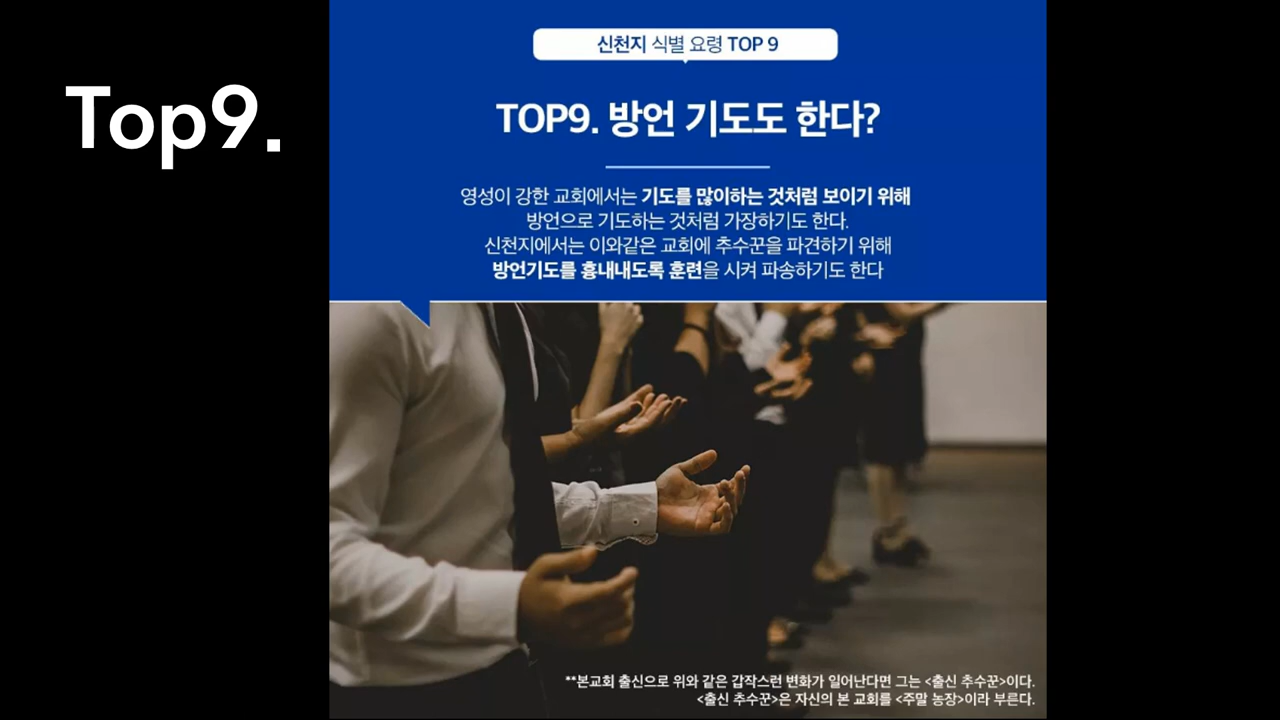 Top9.
신천지 식별 요령 TOP 9
TOP9. 방언 기도도 한다?
영성이 강한 교회에서는 기도를 많이하는 것처럼 보이기 위해
방언으로 기도하는 것처럼 가장하기도 한다.
신천지에서는 이와같은 교회에 추수꾼을 파견하기 위해
방언기도를 흉내내도록 훈련을 시켜 파송하기도 한다
**본교회 출신으로 위와 같은 갑작스런 변화가 일어난다면 그는 <출신 추수꾼>이다.
<출신 추수꾼>은 자신의 본 교회를 <주말 농장>이라 부른다.